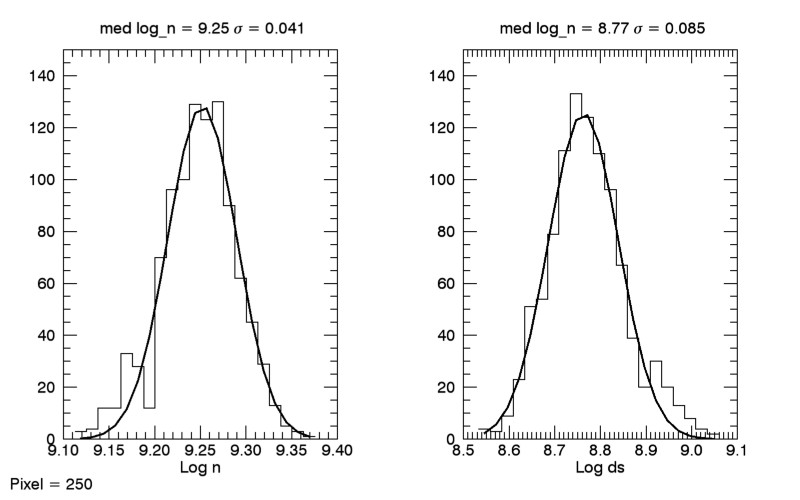 med log_n = 9.25 σ = 0.041
140
120
100
80
60
40
20
0
9.10 9.15 9.20 9.25 9.30 9.35 9.40
Log n
med log_n = 8.77 σ = 0.085
140
120
100
80
60
40
20
0
8.5 8.6 8.7 8.8 8.9 9.0 9.1
Log ds
Pixel = 250